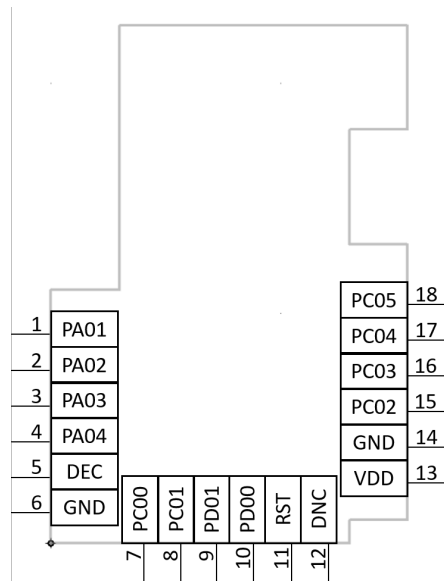 1 PA01
2 PA02
3 PA03
4 PA04
5 DEC
6 GND
7 PC00
8 PC01
9 PD01
10 PD00
11 RST
12 DNC
18 PC05
17 PC04
16 PC03
15 PC02
14 GND
13 VDD